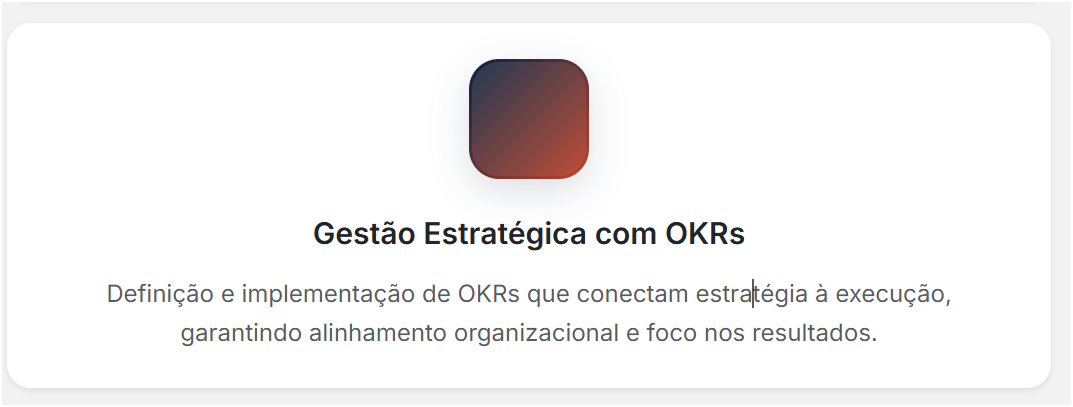 Gestão Estratégica com OKRs
Definição e implementação de OKRs que conectam estratégia à execução,
garantindo alinhamento organizacional e foco nos resultados.